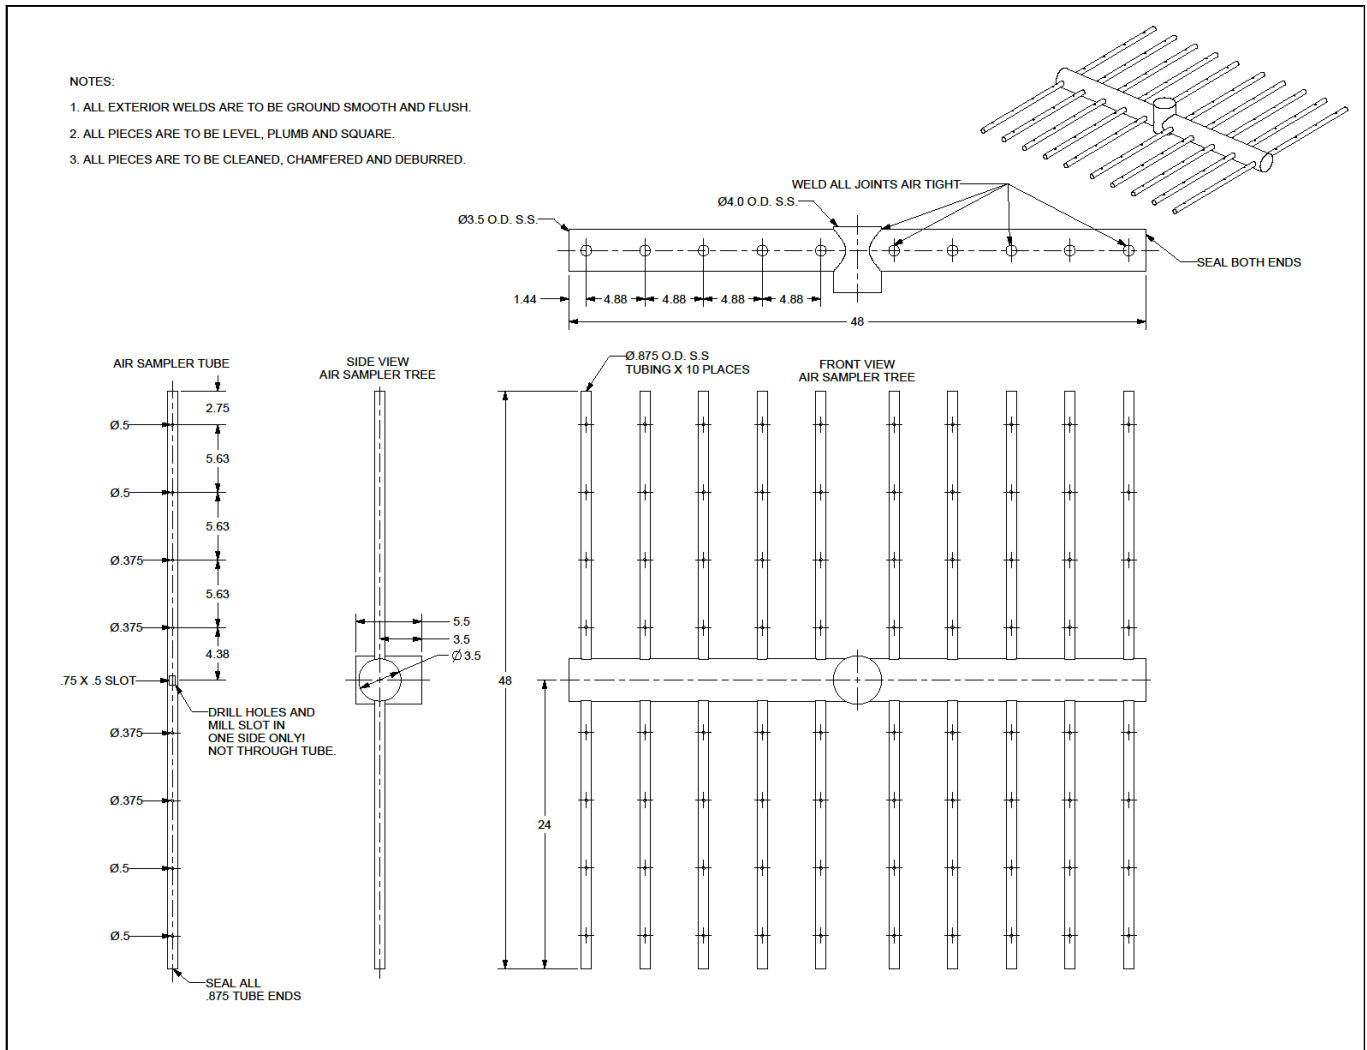 NOTES:
1. ALL EXTERIOR WELDS ARE TO BE GROUND SMOOTH AND FLUSH.
2. ALL PIECES ARE TO BE LEVEL, PLUMB AND SQUARE.
3. ALL PIECES ARE TO BE CLEANED, CHAMFERED AND DEBURRED.
WELD ALL JOINTS AIR TIGHT
Ø4.0 O.D. S.S.
Ø3.5 O.D. S.S.
SEAL BOTH ENDS
1.44
4.88
4.88
4.88
4.88
48
AIR SAMPLER TUBE
2.75
Ø.5
5.63
Ø.5
5.63
Ø.375
5.63
Ø.375
4.38
.75 X .5 SLOT
DRILL HOLES AND
MILL SLOT IN
ONE SIDE ONLY!
NOT THROUGH TUBE.
Ø.375
Ø.375
Ø.5
Ø.5
SEAL ALL
.875 TUBE ENDS
SIDE VIEW
AIR SAMPLER TREE
5.5
3.5
Ø3.5
Ø.875 O.D. S.S
TUBING X 10 PLACES
FRONT VIEW
AIR SAMPLER TREE
48
24